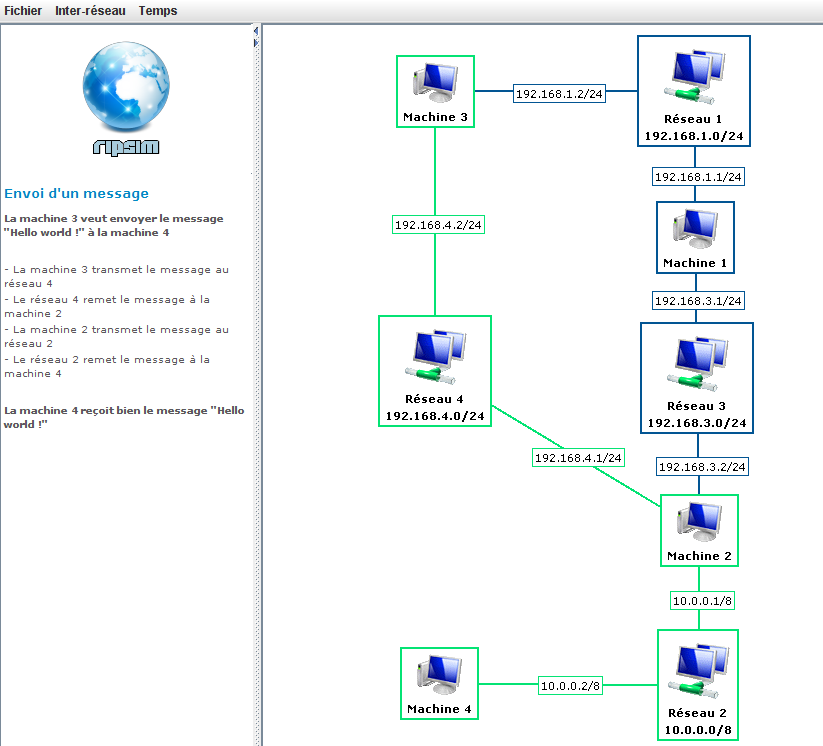 Fichier Inter-réseau Temps
ripsim
Envoi d'un message
La machine 3 veut envoyer le message
"Hello world !" à la machine 4
- La machine 3 transmet le message au
réseau 4
- Le réseau 4 remet le message à la
machine 2
- La machine 2 transmet le message au
réseau 2
- Le réseau 2 remet le message à la
machine 4
La machine 4 reçoit bien le message "Hello
world !"
Machine 3
192.168.1.2/24
Réseau 1
192.168.1.0/24
192.168.1.1/24
192.168.4.2/24
Machine 1
192.168.3.1/24
Réseau 4
192.168.4.0/24
Réseau 3
192.168.3.0/24
192.168.4.1/24
192.168.3.2/24
Machine 2
10.0.0.1/8
Machine 4
10.0.0.2/8
Réseau 2
10.0.0.0/8